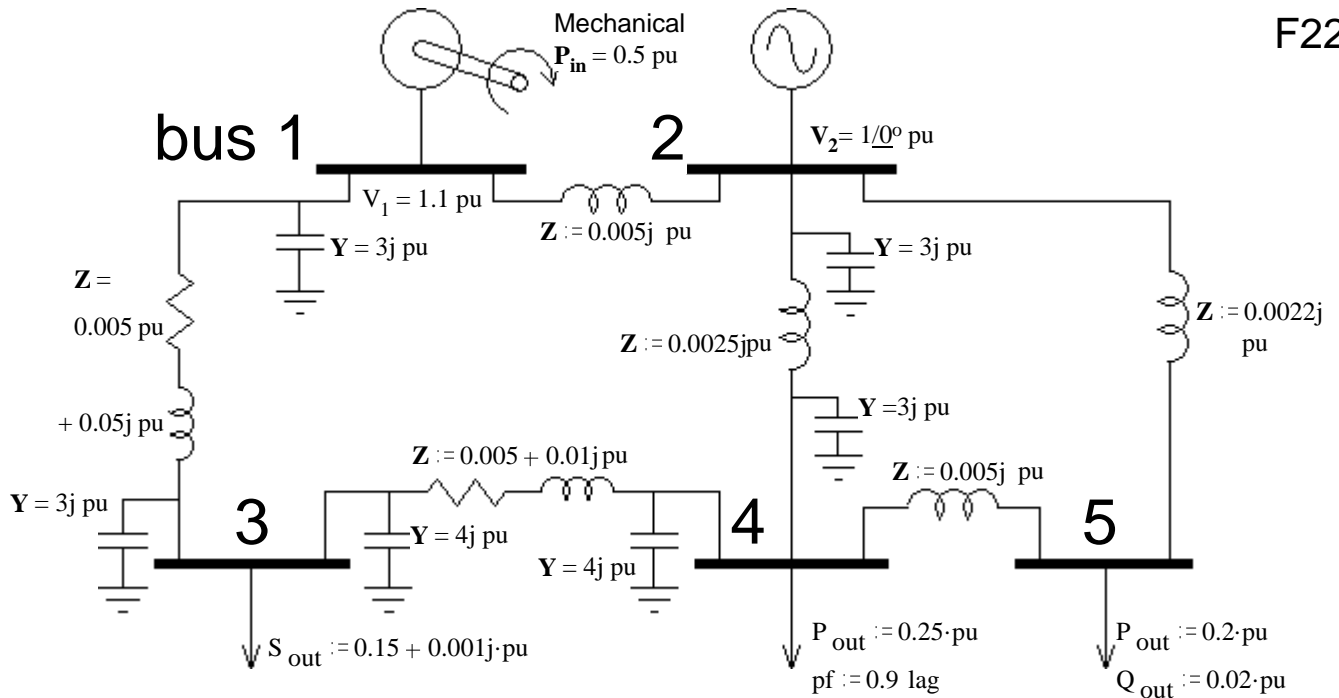 Mechanical
P_in = 0.5 pu
F22
bus 1
2
V_2 = 1/0° pu
V_1 = 1.1 pu
Z := 0.005j pu
Y = 3j pu
Y = 3j pu
Z =
0.005 pu
+ 0.05j pu
Z := 0.0025j pu
Z := 0.0022j
pu
Y =3j pu
Z := 0.005 + 0.01j pu
Z := 0.005j pu
Y = 3j pu
3
Y = 4j pu
Y = 4j pu
4
5
S_out := 0.15 + 0.001j·pu
P_out := 0.25·pu
pf := 0.9 lag
P_out := 0.2·pu
Q_out := 0.02·pu